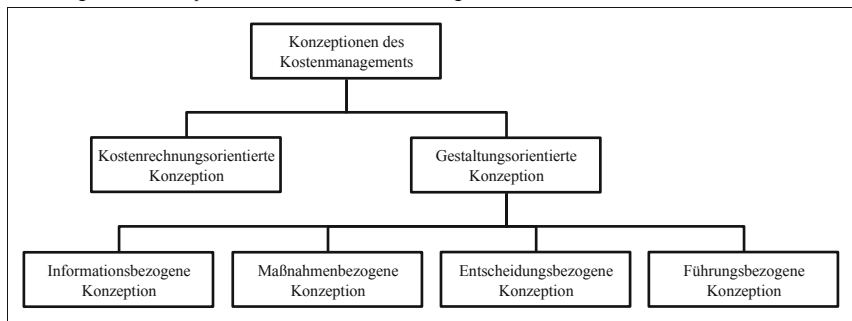 Konzeptionen des
Kostenmanagements
Kostenrechnungsorientierte
Konzeption
Gestaltungsorientierte
Konzeption
Informationsbezogene
Konzeption
Maßnahmenbezogene
Konzeption
Entscheidungsbezogene
Konzeption
Führungsbezogene
Konzeption